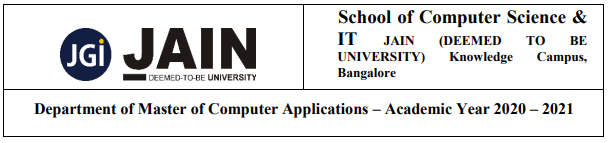 JGi JAIN
DEEMED-TO-BE UNIVERSITY
School of Computer Science &
IT JAIN (DEEMED TO BE
UNIVERSITY) Knowledge Campus,
Bangalore
Department of Master of Computer Applications – Academic Year 2020 – 2021